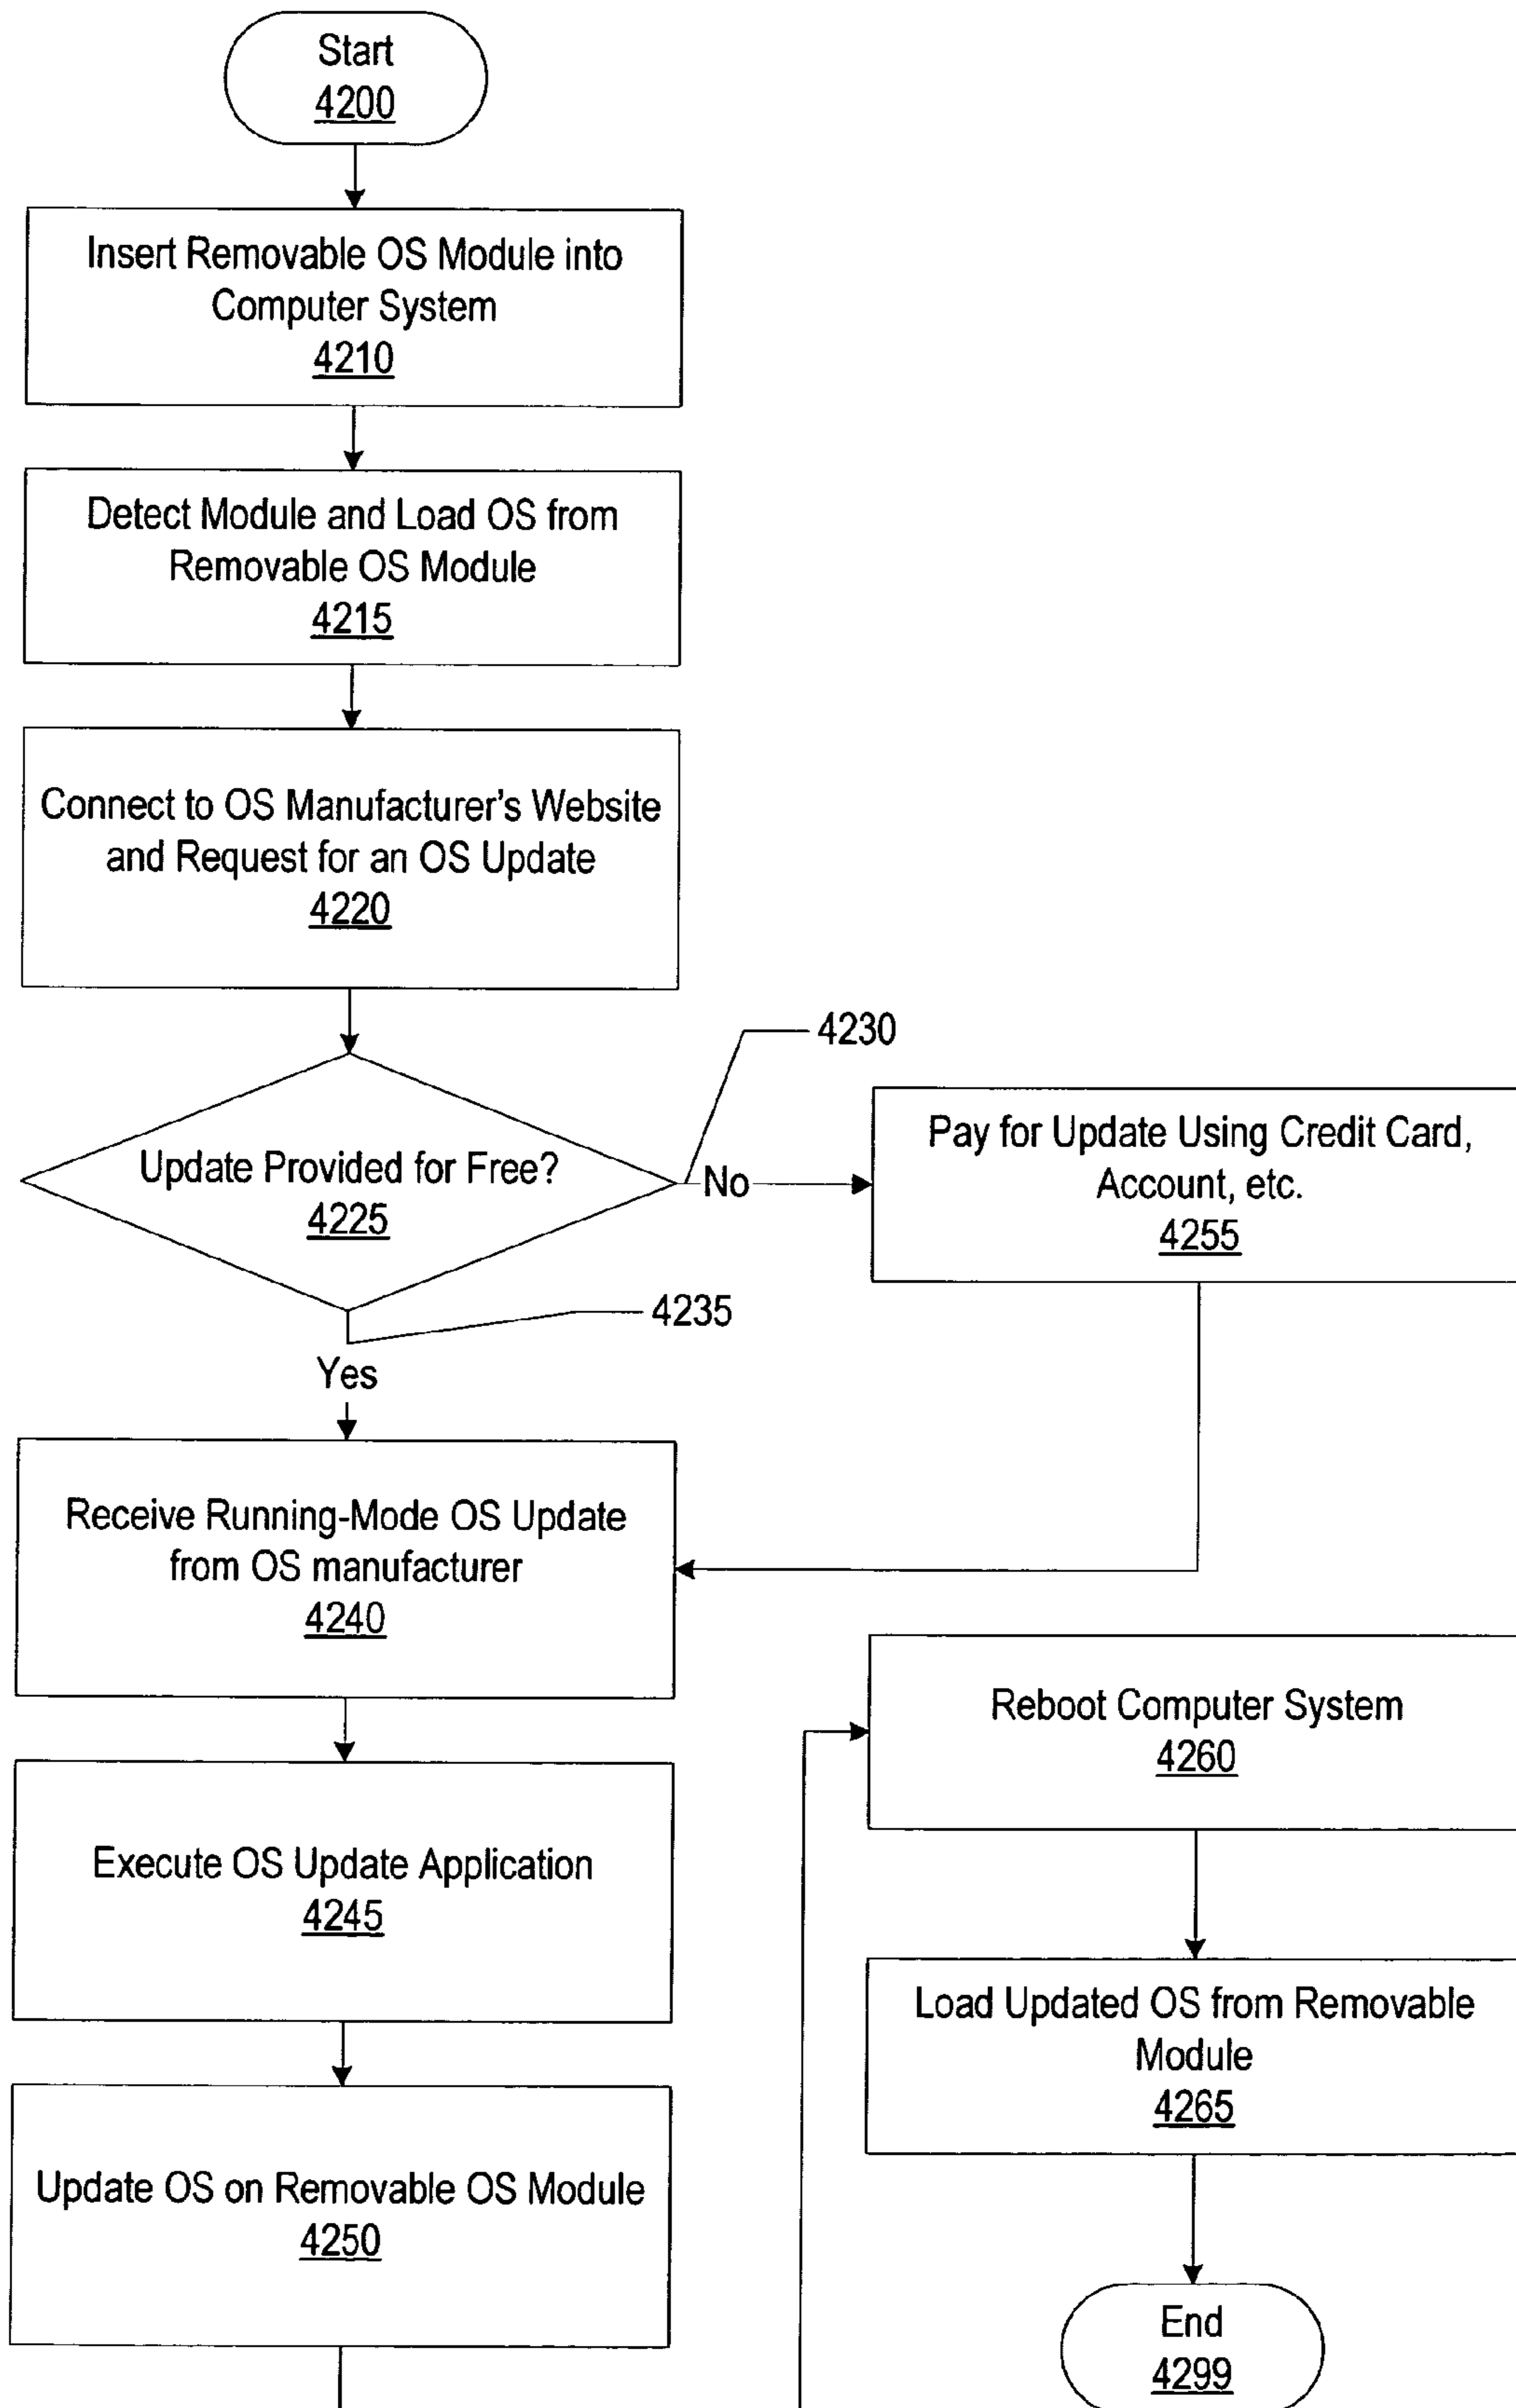 Start
4200
Insert Removable OS Module into
Computer System
4210
Detect Module and Load OS from
Removable OS Module
4215
Connect to OS Manufacturer's Website
and Request for an OS Update
4220
4230
Update Provided for Free?
4225
No
Pay for Update Using Credit Card,
Account, etc.
4255
4235
Yes
Receive Running-Mode OS Update
from OS manufacturer
4240
Execute OS Update Application
4245
Update OS on Removable OS Module
4250
Reboot Computer System
4260
Load Updated OS from Removable
Module
4265
End
4299